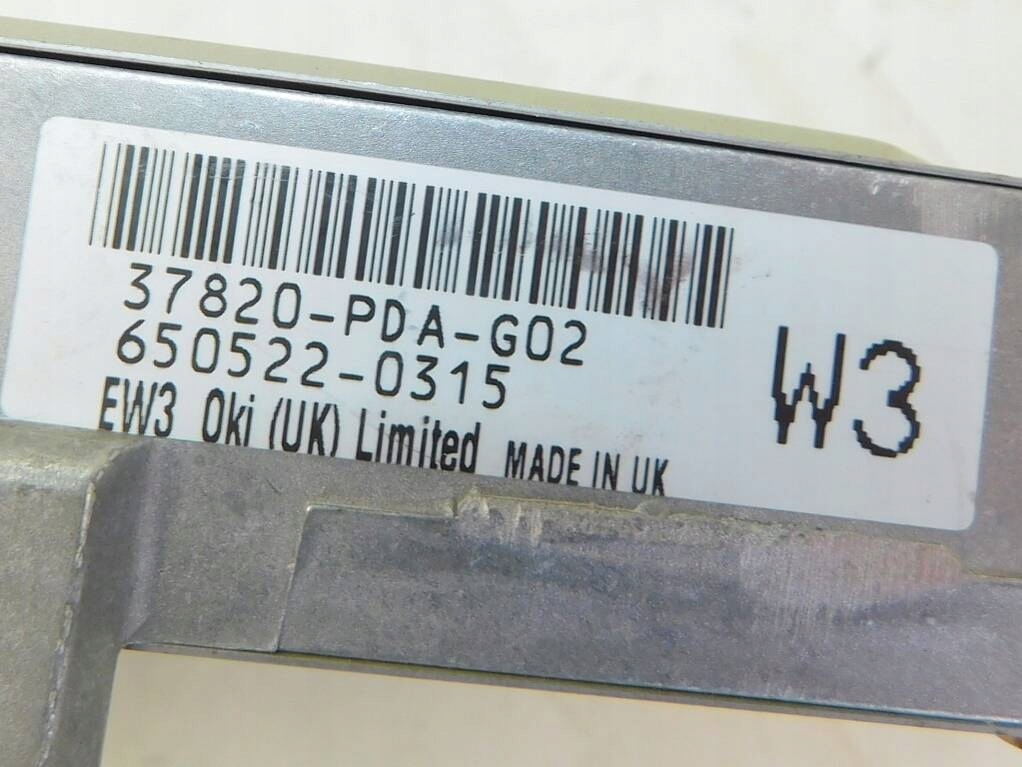 37820-PDA-G02
650522-0315
EW3 Oki (UK) Limited MADE IN UK
W3